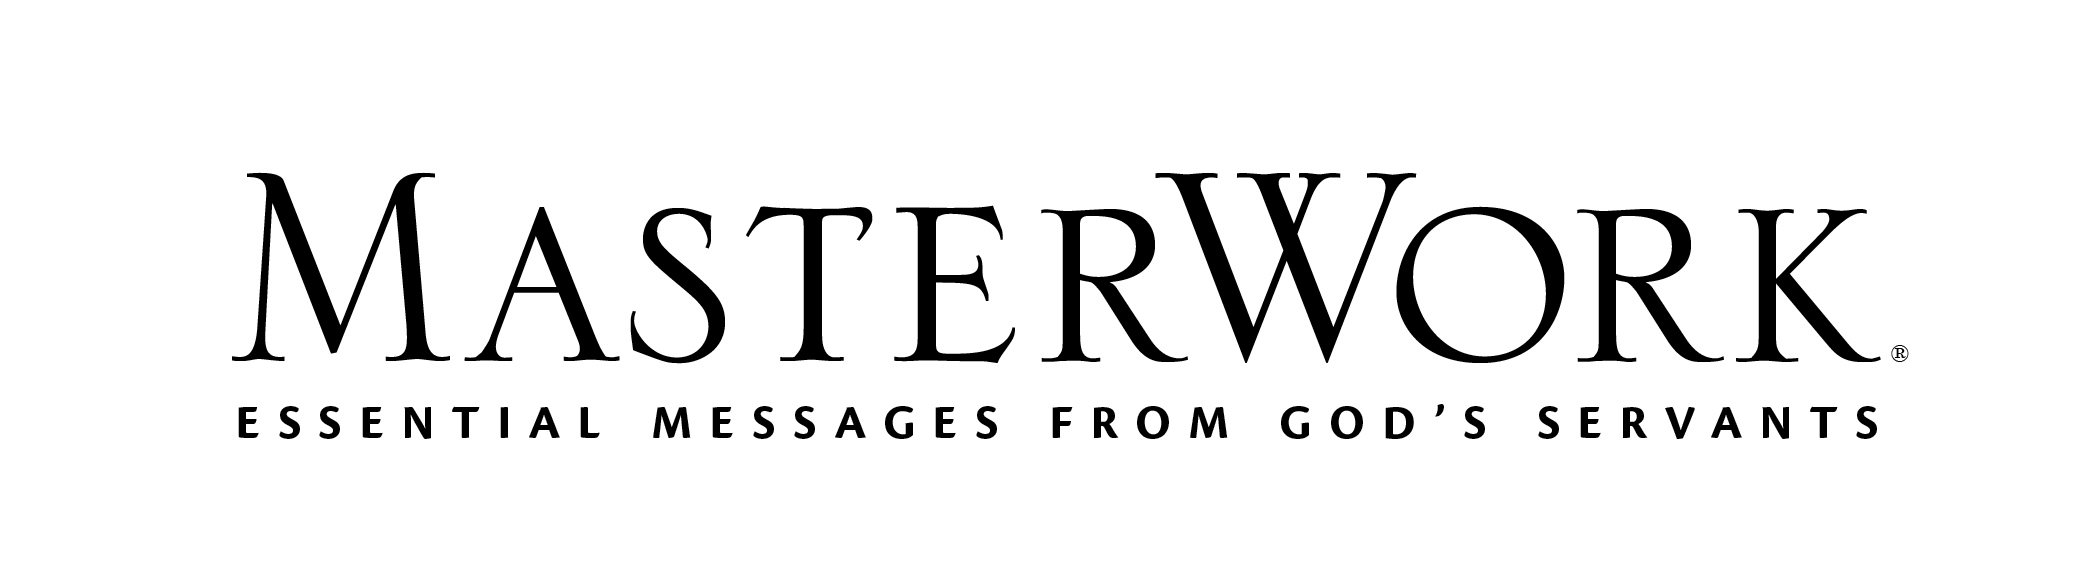 MASTERWORK®
ESSENTIAL MESSAGES FROM GOD'S SERVANTS